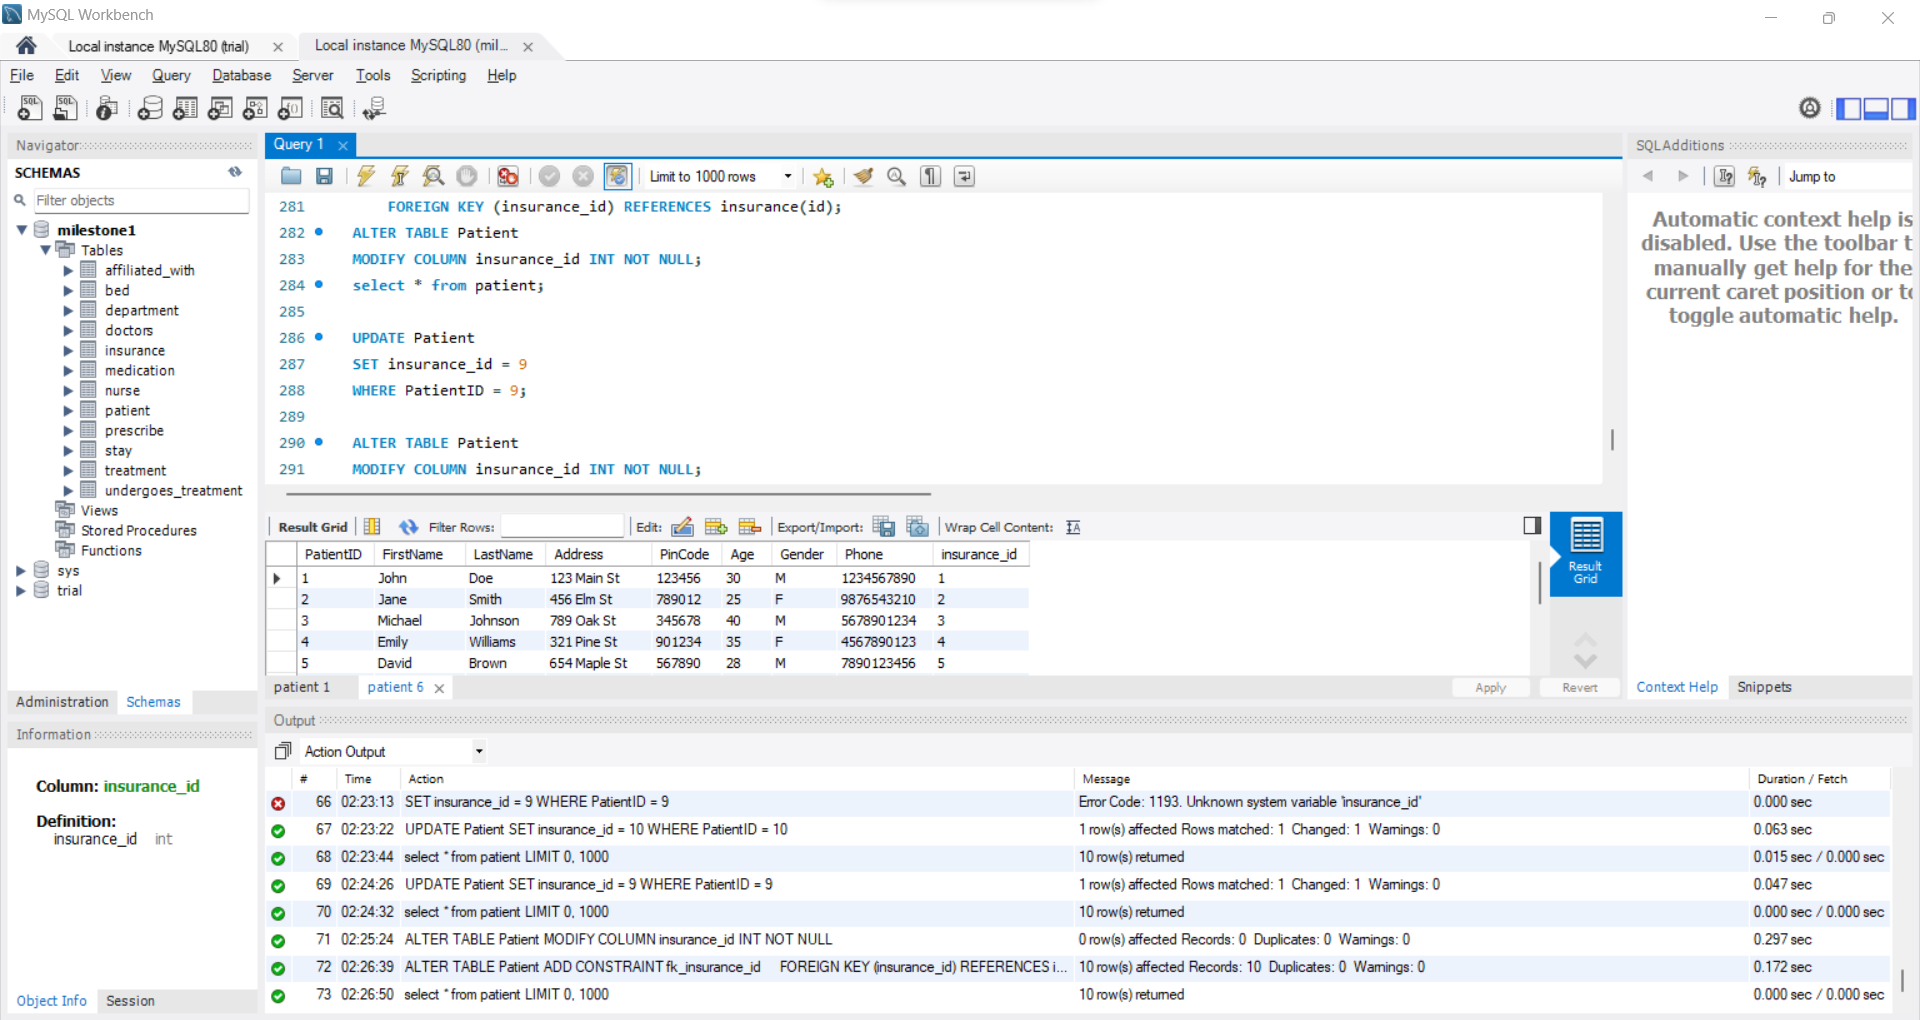 MySQL Workbench
Local instance MySQL80 (trial)
Local instance MySQL80 (mil...
File Edit View Query Database Server Tools Scripting Help
Navigator
SCHEMAS
Filter objects
milestone1
Tables
affiliated_with
bed
department
doctors
insurance
medication
nurse
patient
prescribe
stay
treatment
undergoes_treatment
Views
Stored Procedures
Functions
sys
trial
Administration Schemas
Information
Column: insurance_id
Definition:
insurance_id int
Object Info Session
Query 1
Limit to 1000 rows
281 FOREIGN KEY (insurance_id) REFERENCES insurance(id);
282 ALTER TABLE Patient
283 MODIFY COLUMN insurance_id INT NOT NULL;
284 select * from patient;
285
286 UPDATE Patient
287 SET insurance_id = 9
288 WHERE PatientID = 9;
289
290 ALTER TABLE Patient
291 MODIFY COLUMN insurance_id INT NOT NULL;
Result Grid Filter Rows: Edit: Export/Import: Wrap Cell Content:
PatientID FirstName LastName Address PinCode Age Gender Phone insurance_id
1 John Doe 123 Main St 123456 30 M 1234567890 1
2 Jane Smith 456 Elm St 789012 25 F 9876543210 2
3 Michael Johnson 789 Oak St 345678 40 M 5678901234 3
4 Emily Williams 321 Pine St 901234 35 F 4567890123 4
5 David Brown 654 Maple St 567890 28 M 7890123456 5
Result
Grid
patient 1 patient 6 Apply Revert
SQLAdditions
Jump to
Automatic context help is
disabled. Use the toolbar t
manually get help for the
current caret position or to
toggle automatic help.
Context Help Snippets
Output
Action Output
# Time Action Message Duration / Fetch
66 02:23:13 SET insurance_id = 9 WHERE PatientID = 9 Error Code: 1193. Unknown system variable 'insurance_id' 0.000 sec
67 02:23:22 UPDATE Patient SET insurance_id = 10 WHERE PatientID = 10 1 row(s) affected Rows matched: 1 Changed: 1 Warnings: 0 0.063 sec
68 02:23:44 select * from patient LIMIT 0, 1000 10 row(s) returned 0.015 sec / 0.000 sec
69 02:24:26 UPDATE Patient SET insurance_id = 9 WHERE PatientID = 9 1 row(s) affected Rows matched: 1 Changed: 1 Warnings: 0 0.047 sec
70 02:24:32 select * from patient LIMIT 0, 1000 10 row(s) returned 0.000 sec / 0.000 sec
71 02:25:24 ALTER TABLE Patient MODIFY COLUMN insurance_id INT NOT NULL 0 row(s) affected Records: 0 Duplicates: 0 Warnings: 0 0.297 sec
72 02:26:39 ALTER TABLE Patient ADD CONSTRAINT fk_insurance_id FOREIGN KEY (insurance_id) REFERENCES i... 10 row(s) affected Records: 10 Duplicates: 0 Warnings: 0 0.172 sec
73 02:26:50 select * from patient LIMIT 0, 1000 10 row(s) returned 0.000 sec / 0.000 sec